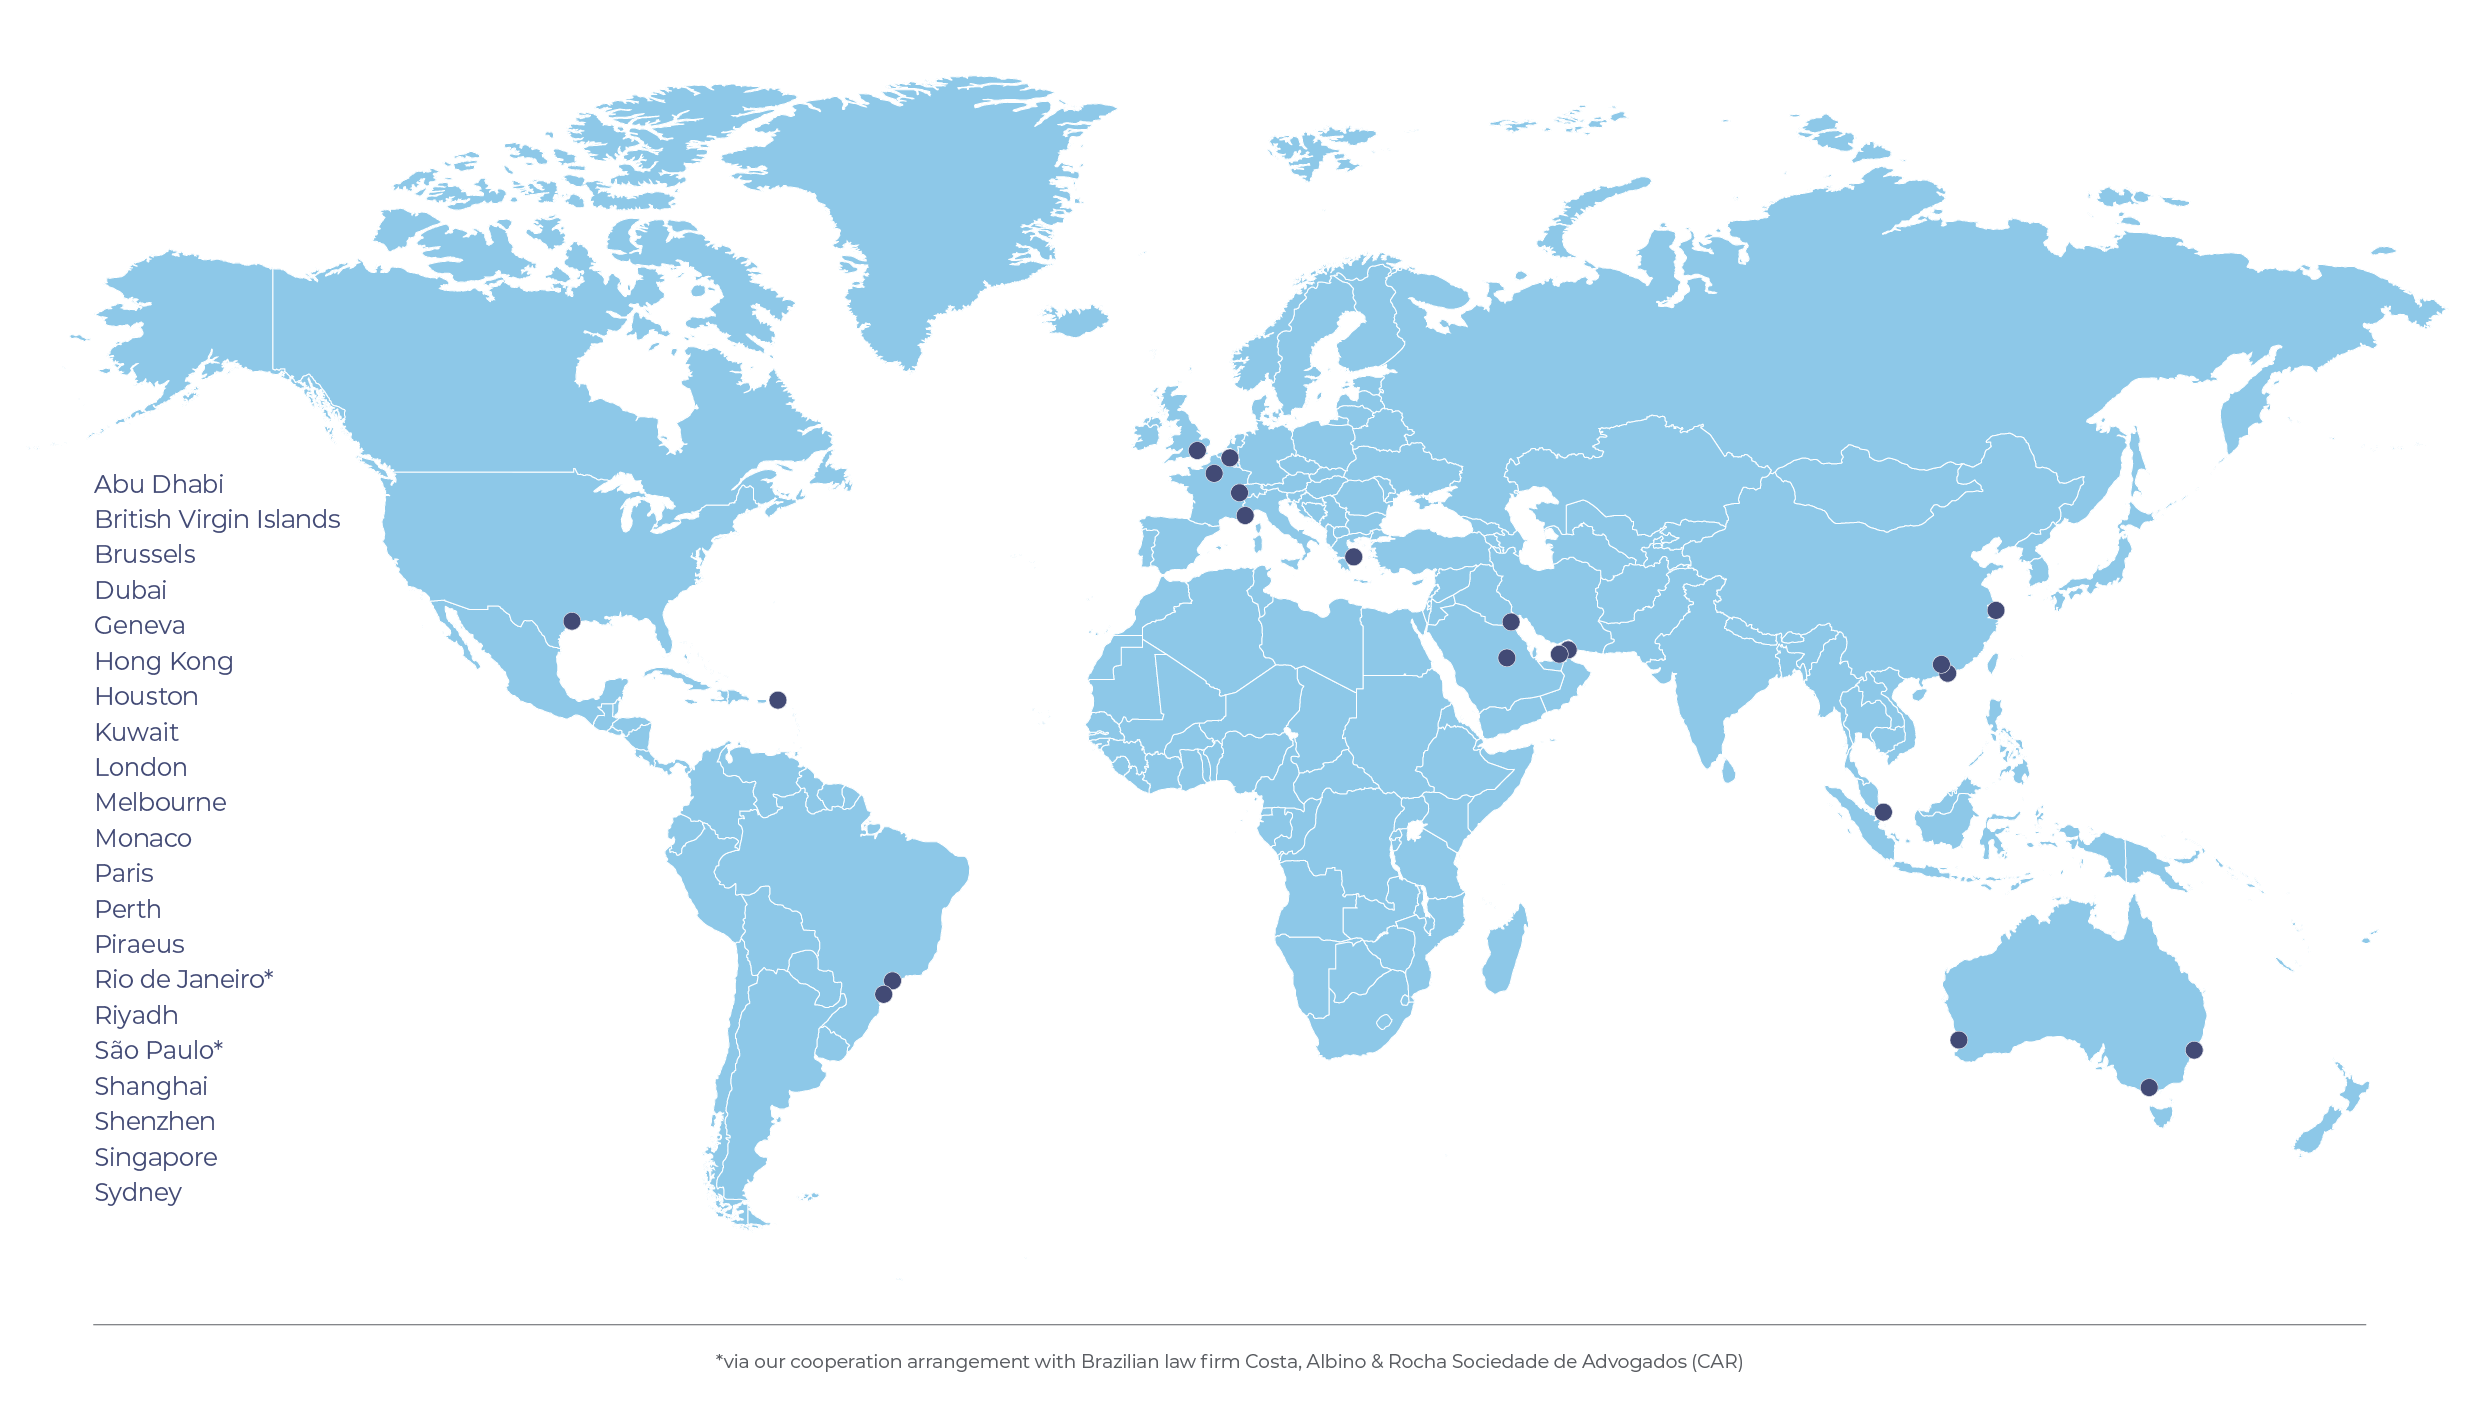 Abu Dhabi
British Virgin Islands
Brussels
Dubai
Geneva
Hong Kong
Houston
Kuwait
London
Melbourne
Monaco
Paris
Perth
Piraeus
Rio de Janeiro*
Riyadh
São Paulo*
Shanghai
Shenzhen
Singapore
Sydney
*via our cooperation arrangement with Brazilian law firm Costa, Albino & Rocha Sociedade de Advogados (CAR)